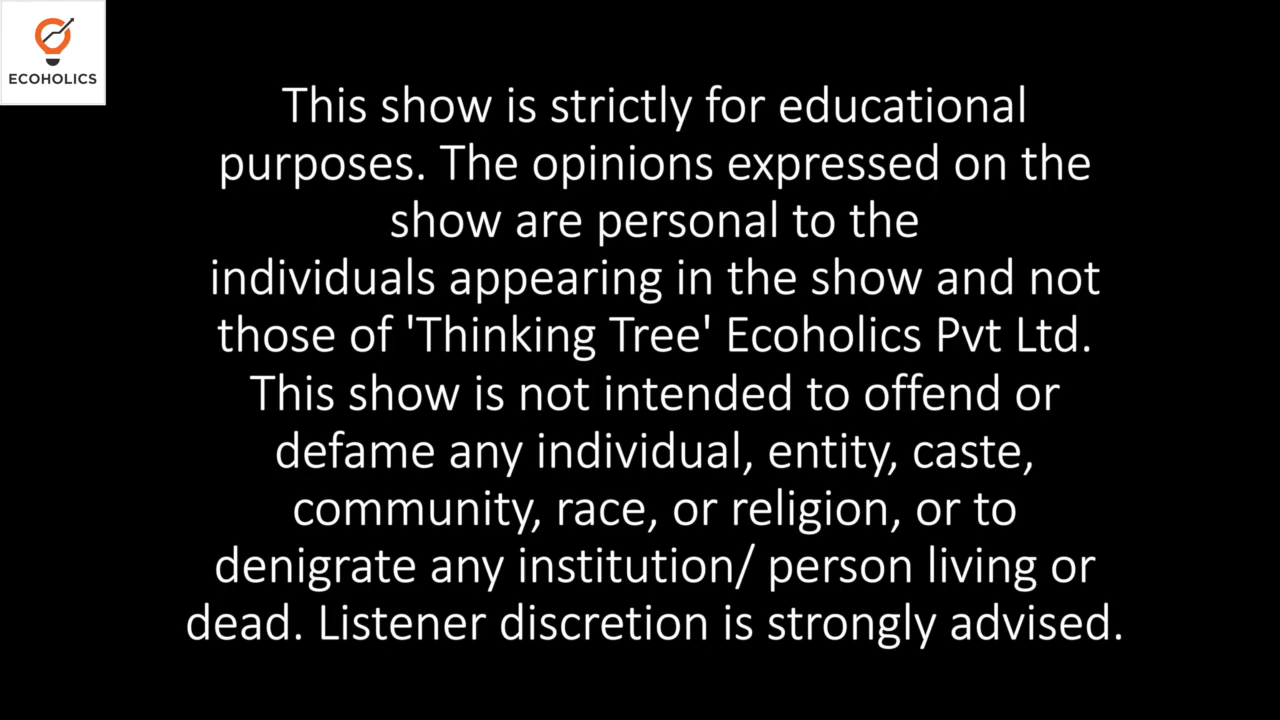 ECOHOLICS
This show is strictly for educational
purposes. The opinions expressed on the
show are personal to the
individuals appearing in the show and not
those of 'Thinking Tree' Ecoholics Pvt Ltd.
This show is not intended to offend or
defame any individual, entity, caste,
community, race, or religion, or to
denigrate any institution/ person living or
dead. Listener discretion is strongly advised.